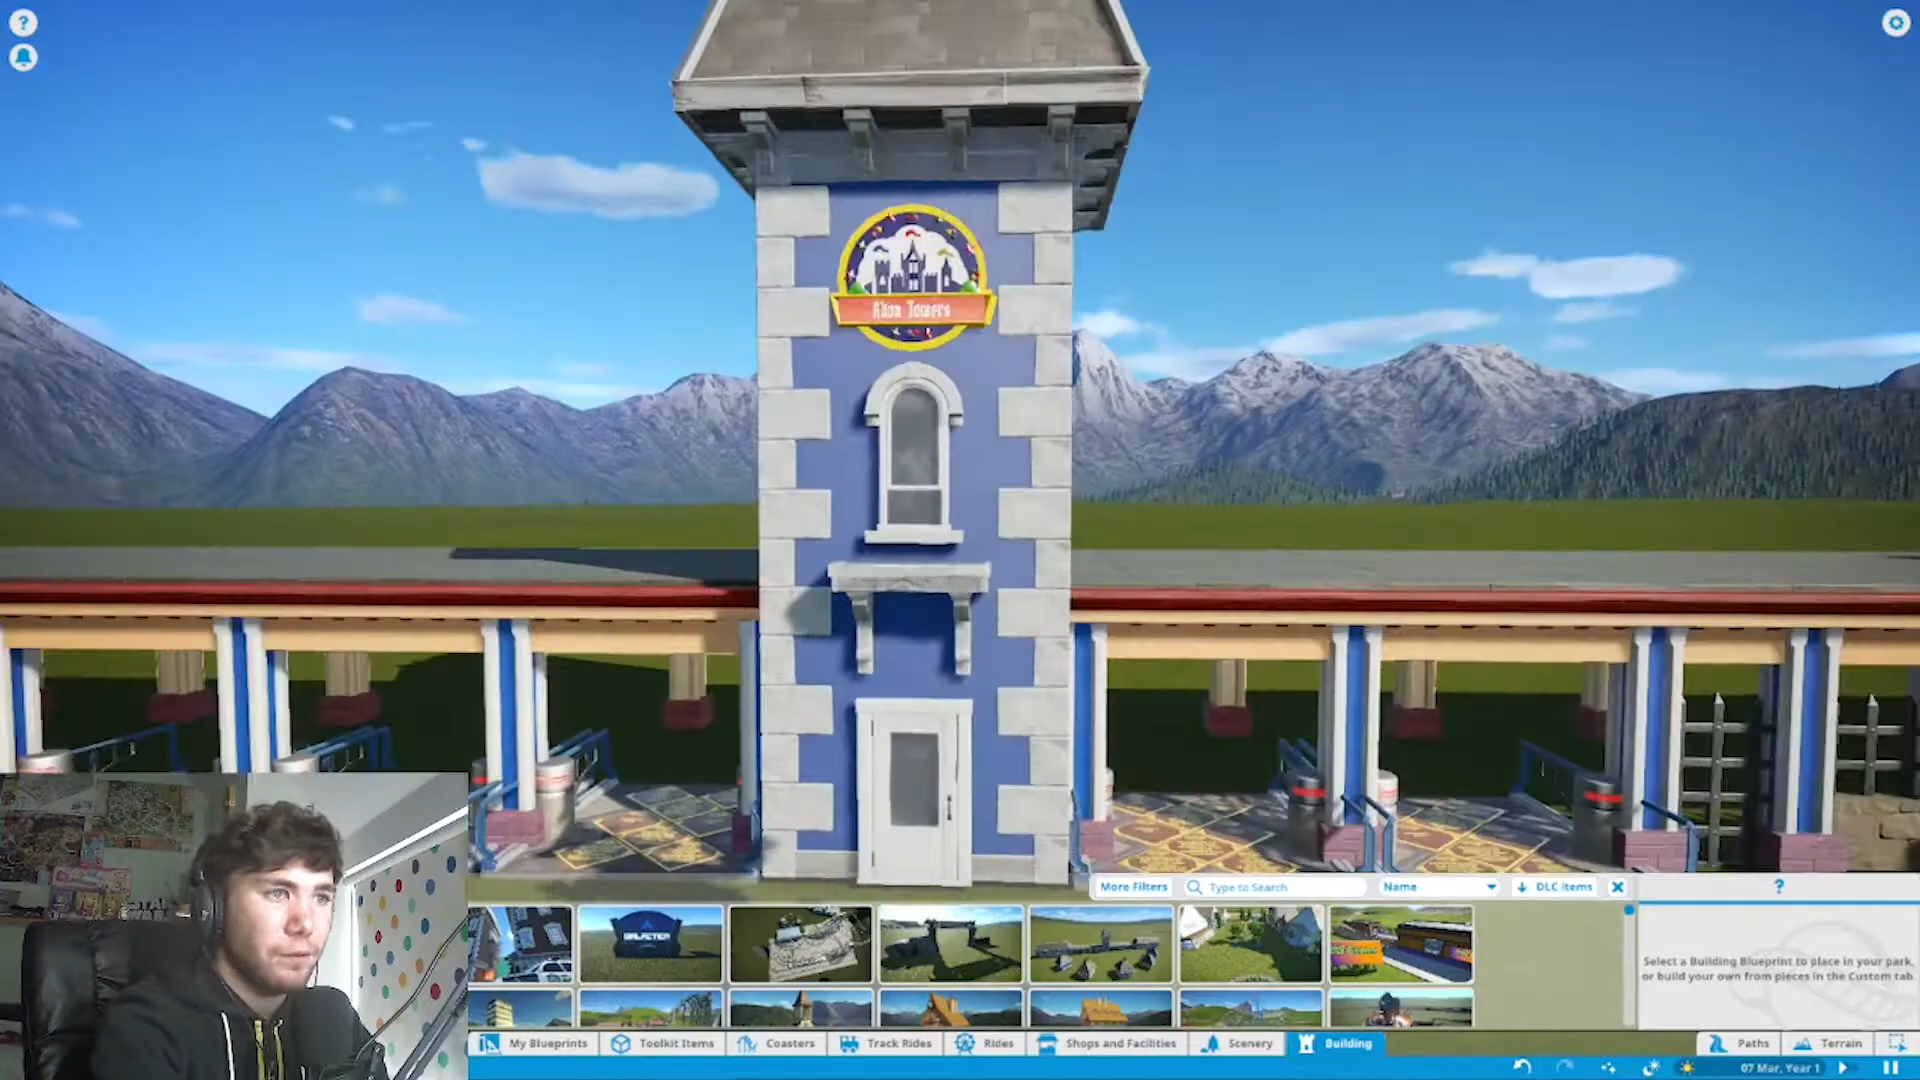 ?
Alton Towers
More Filters
Type to Search
Name
DLC Items
?
GALACTICA
Select a Building Blueprint to place in your park,
or build your own from pieces in the Custom tab.
My Blueprints
Toolkit Items
Coasters
Track Rides
Rides
Shops and Facilities
Scenery
Building
Paths
Terrain
07 Mar, Year 1